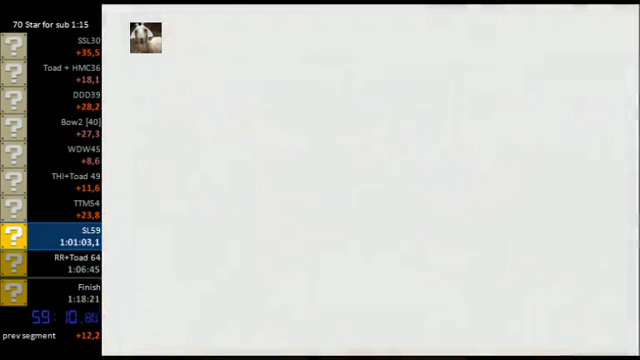 70 Star for sub 1:15
SSL30
+35,5
Toad + HMC36
+18,1
DDD39
+28,2
Bow2 [40]
+27,3
WDW45
+8,6
THI+Toad 49
+11,6
TTM54
+23,8
SL59
1:01:03,1
RR+Toad 64
1:06:45
Finish
1:18:21
59:10.60
prev segment +12,2